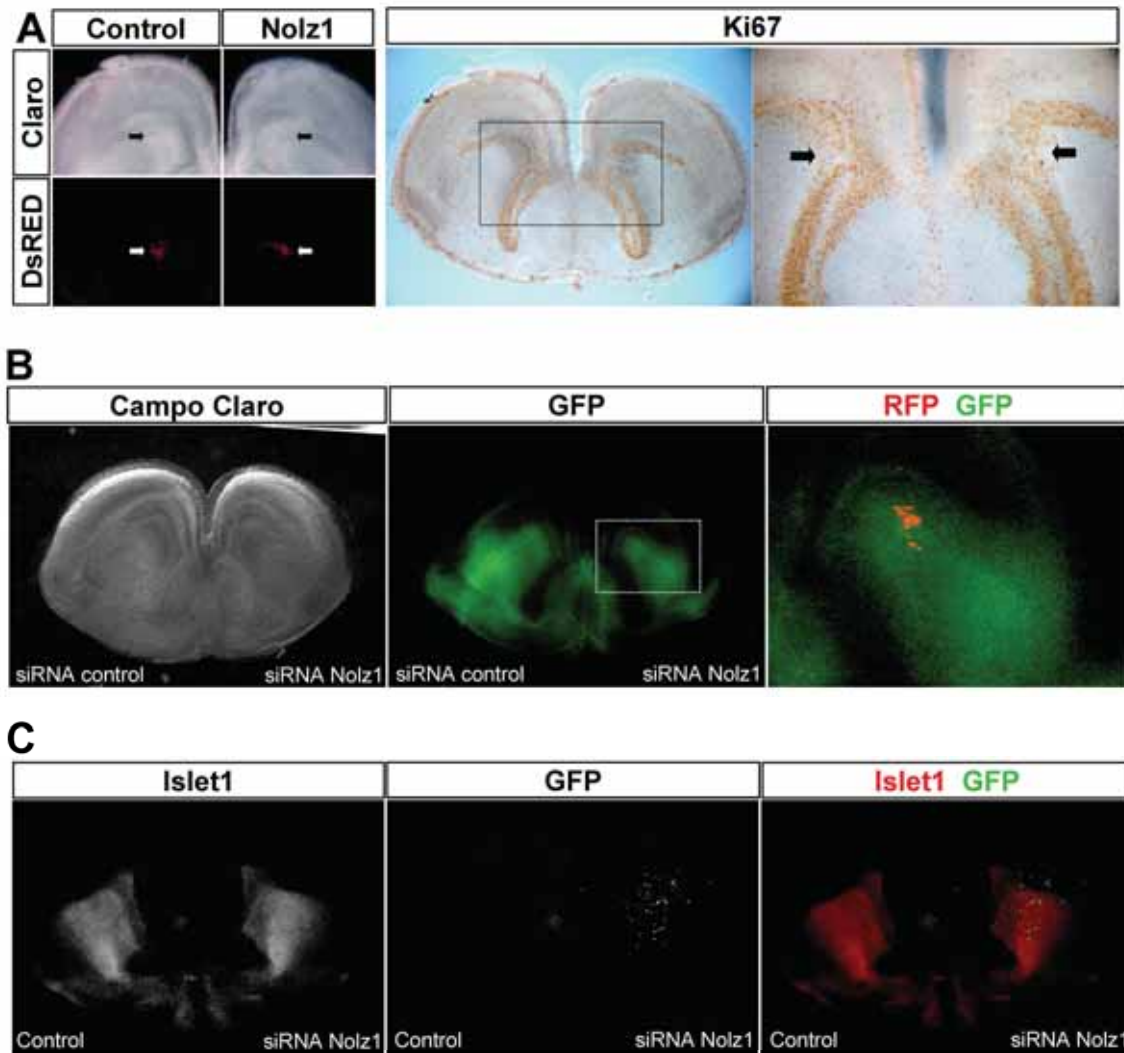 A
Control
Nolz1
Ki67
Claro
DsRED
B
Campo Claro
GFP
RFP GFP
siRNA control
siRNA Nolz1
siRNA control
siRNA Nolz1
C
Islet1
GFP
Islet1 GFP
Control
siRNA Nolz1
Control
siRNA Nolz1
Control
siRNA Nolz1